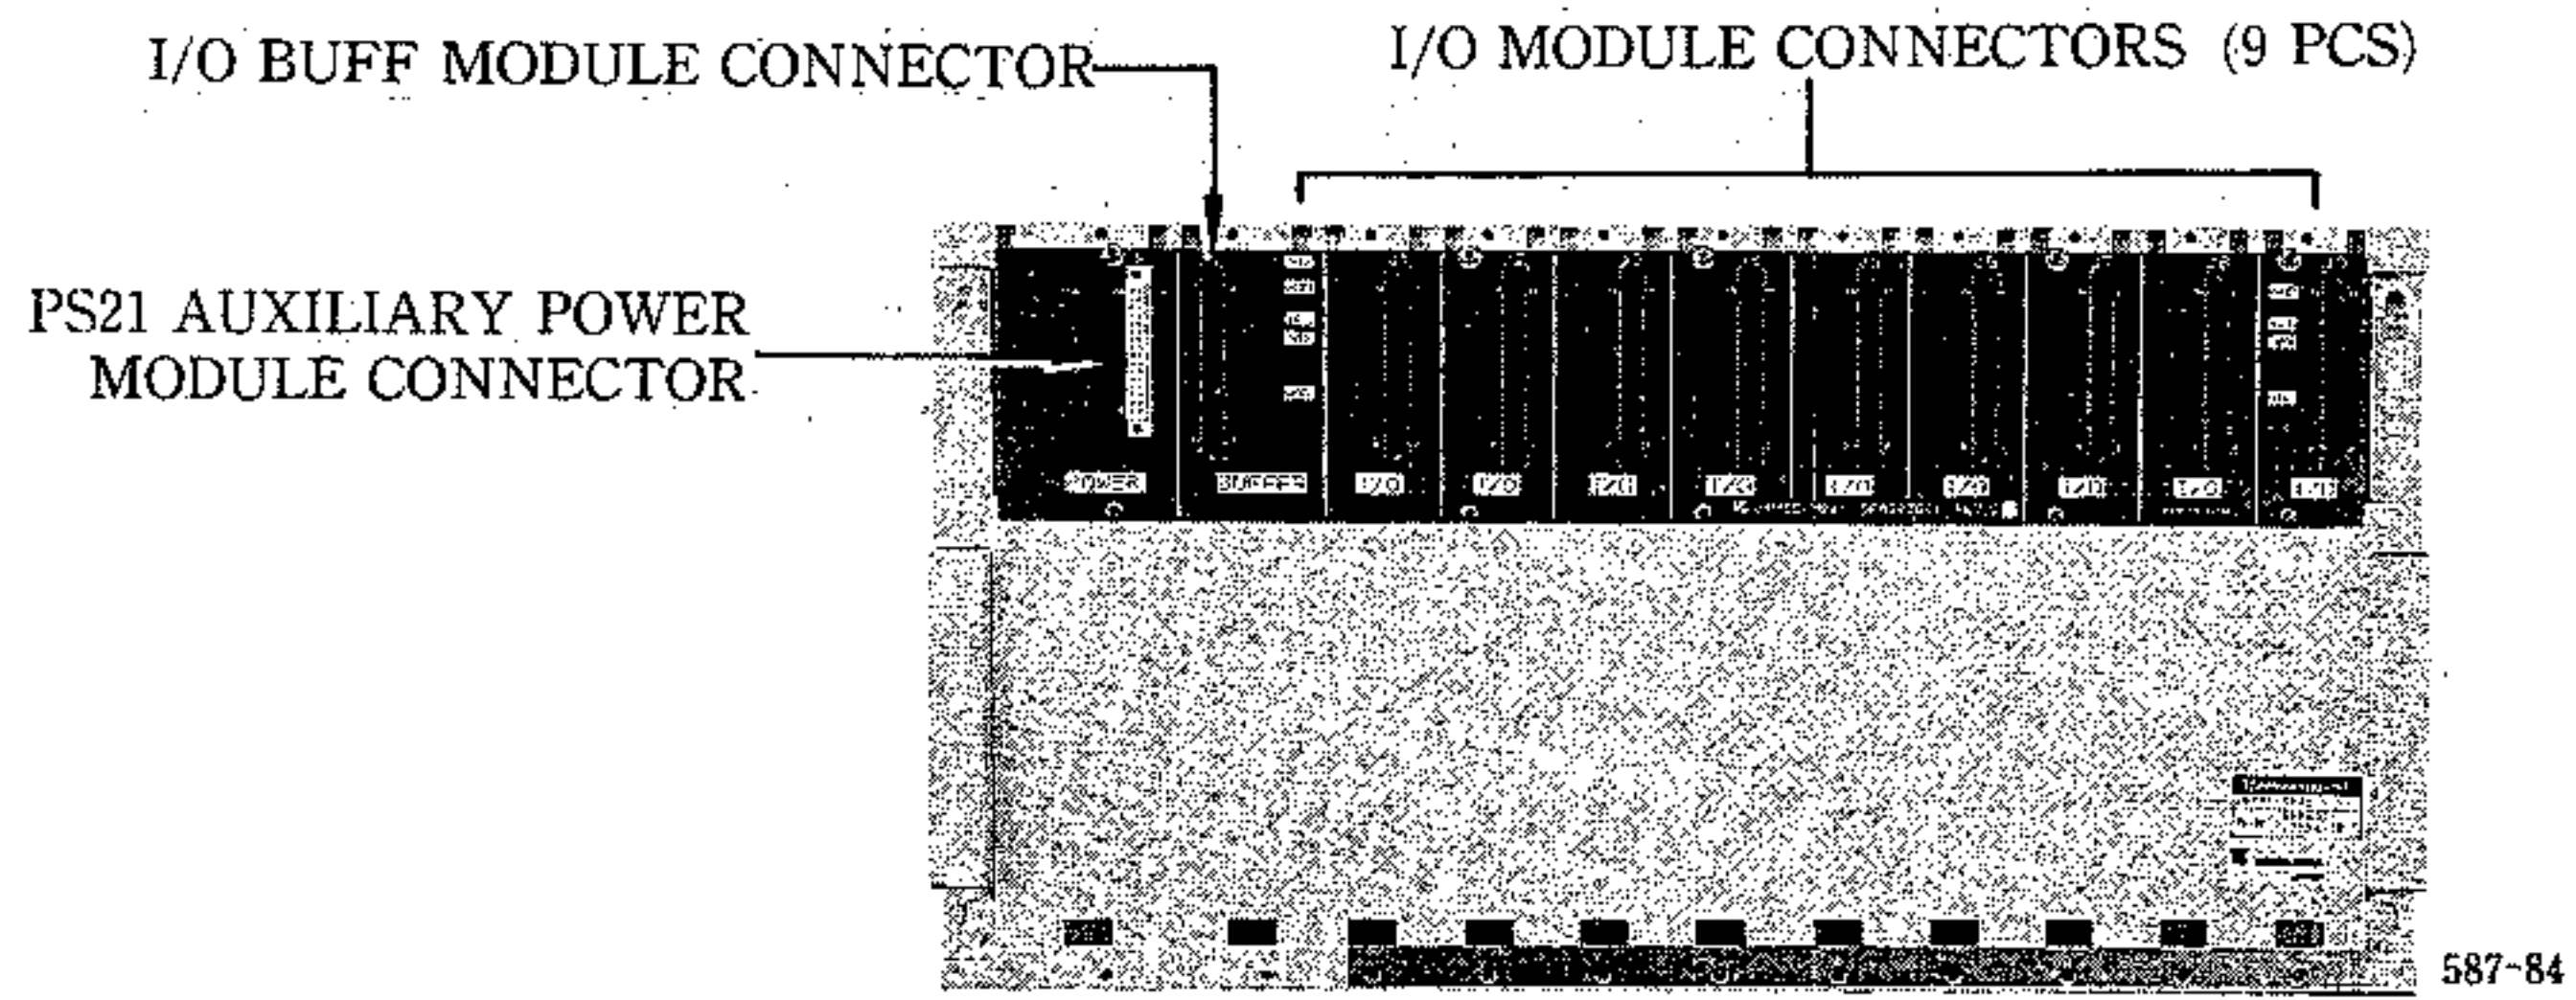 I/O BUFF MODULE CONNECTOR
I/O MODULE CONNECTORS (9 PCS)
PS21 AUXILIARY POWER
MODULE CONNECTOR
POWER
BUFFER
I/O
I/O
I/O
I/O
I/O
I/O
I/O
I/O
I/O
587-84